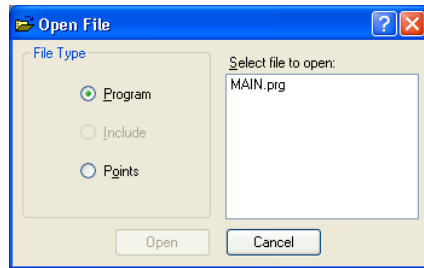 Open File
File Type
Program
Include
Points
Select file to open:
MAIN.prg
Open
Cancel